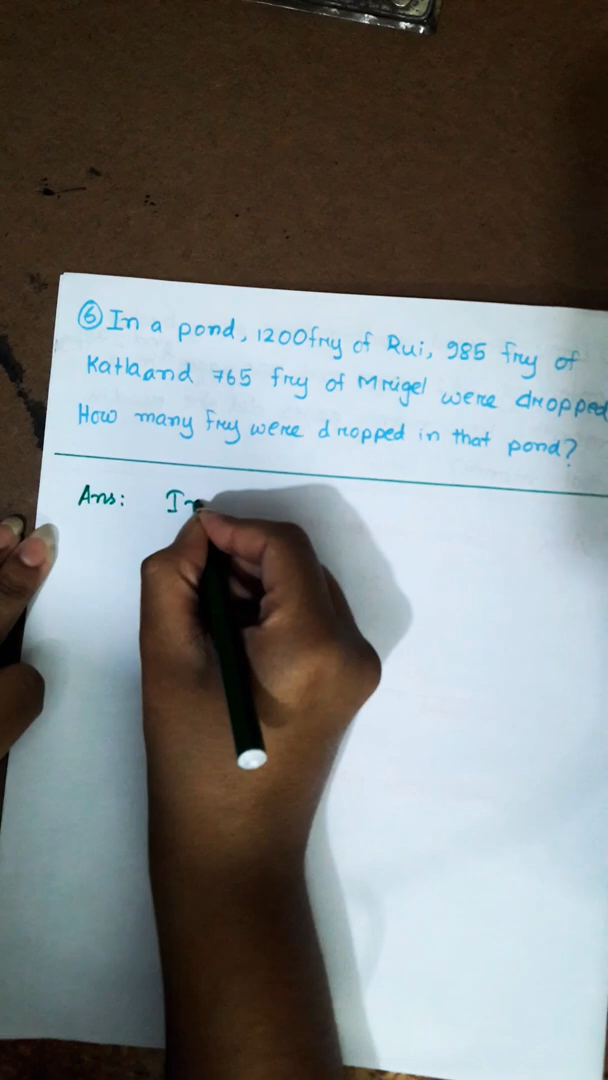 ⑥ In a pond, 1200 fry of Rui, 985 fry of
Katla and 765 fry of Mrigel were dropped
How many fry were dropped in that pond?
Ans: In